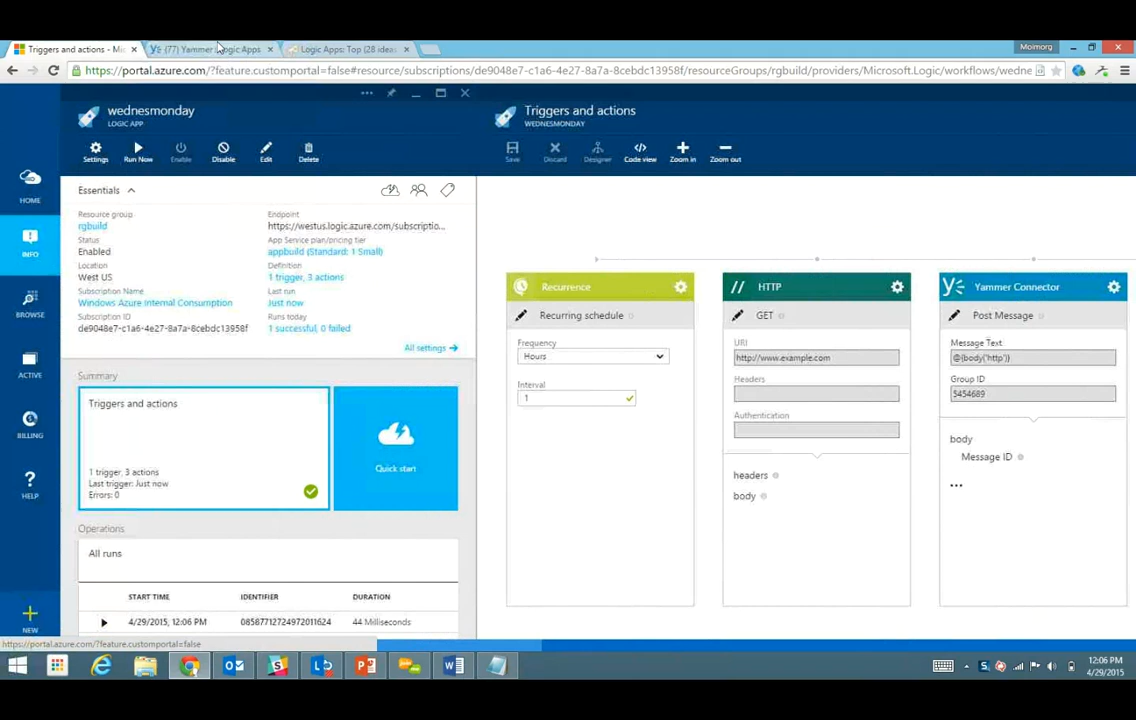 Triggers and actions - Mi
(77) Yammer : Logic Apps
Logic Apps: Top (28 ideas
Moimorg
https://portal.azure.com/?feature.customportal=false#resource/subscriptions/de9048e7-c1a6-4e27-8a7a-8cebdc13958f/resourceGroups/rgbuild/providers/Microsoft.Logic/workflows/wedne
wednesmonday
LOGIC APP
Settings
Run Now
Enable
Disable
Edit
Delete
Triggers and actions
WEDNESMONDAY
Save
Discard
Designer
Code view
Zoom in
Zoom out
HOME
INFO
BROWSE
ACTIVE
BILLING
HELP
NEW
Essentials
Resource group
rgbuild
Status
Enabled
Location
West US
Subscription Name
Windows Azure Internal Consumption
Subscription ID
de9048e7-c1a6-4e27-8a7a-8cebdc13958f
Endpoint
https://westus.logic.azure.com/subscriptio...
App Service plan/pricing tier
appbuild (Standard: 1 Small)
Definition
1 trigger, 3 actions
Last run
Just now
Runs today
1 successful, 0 failed
All settings
Summary
Triggers and actions
1 trigger, 3 actions
Last trigger: Just now
Errors: 0
Quick start
Operations
All runs
START TIME IDENTIFIER DURATION
4/29/2015, 12:06 PM 08587712724972011624 44 Milliseconds
Recurrence
Recurring schedule
Frequency
Hours
Interval
1
HTTP
GET
URI
http://www.example.com
Headers
Authentication
headers
body
Yammer Connector
Post Message
Message Text:
@{body('http')}
Group ID
5454689
body
Message ID
...
https://portal.azure.com/?feature.customportal=false
12:06 PM
4/29/2015